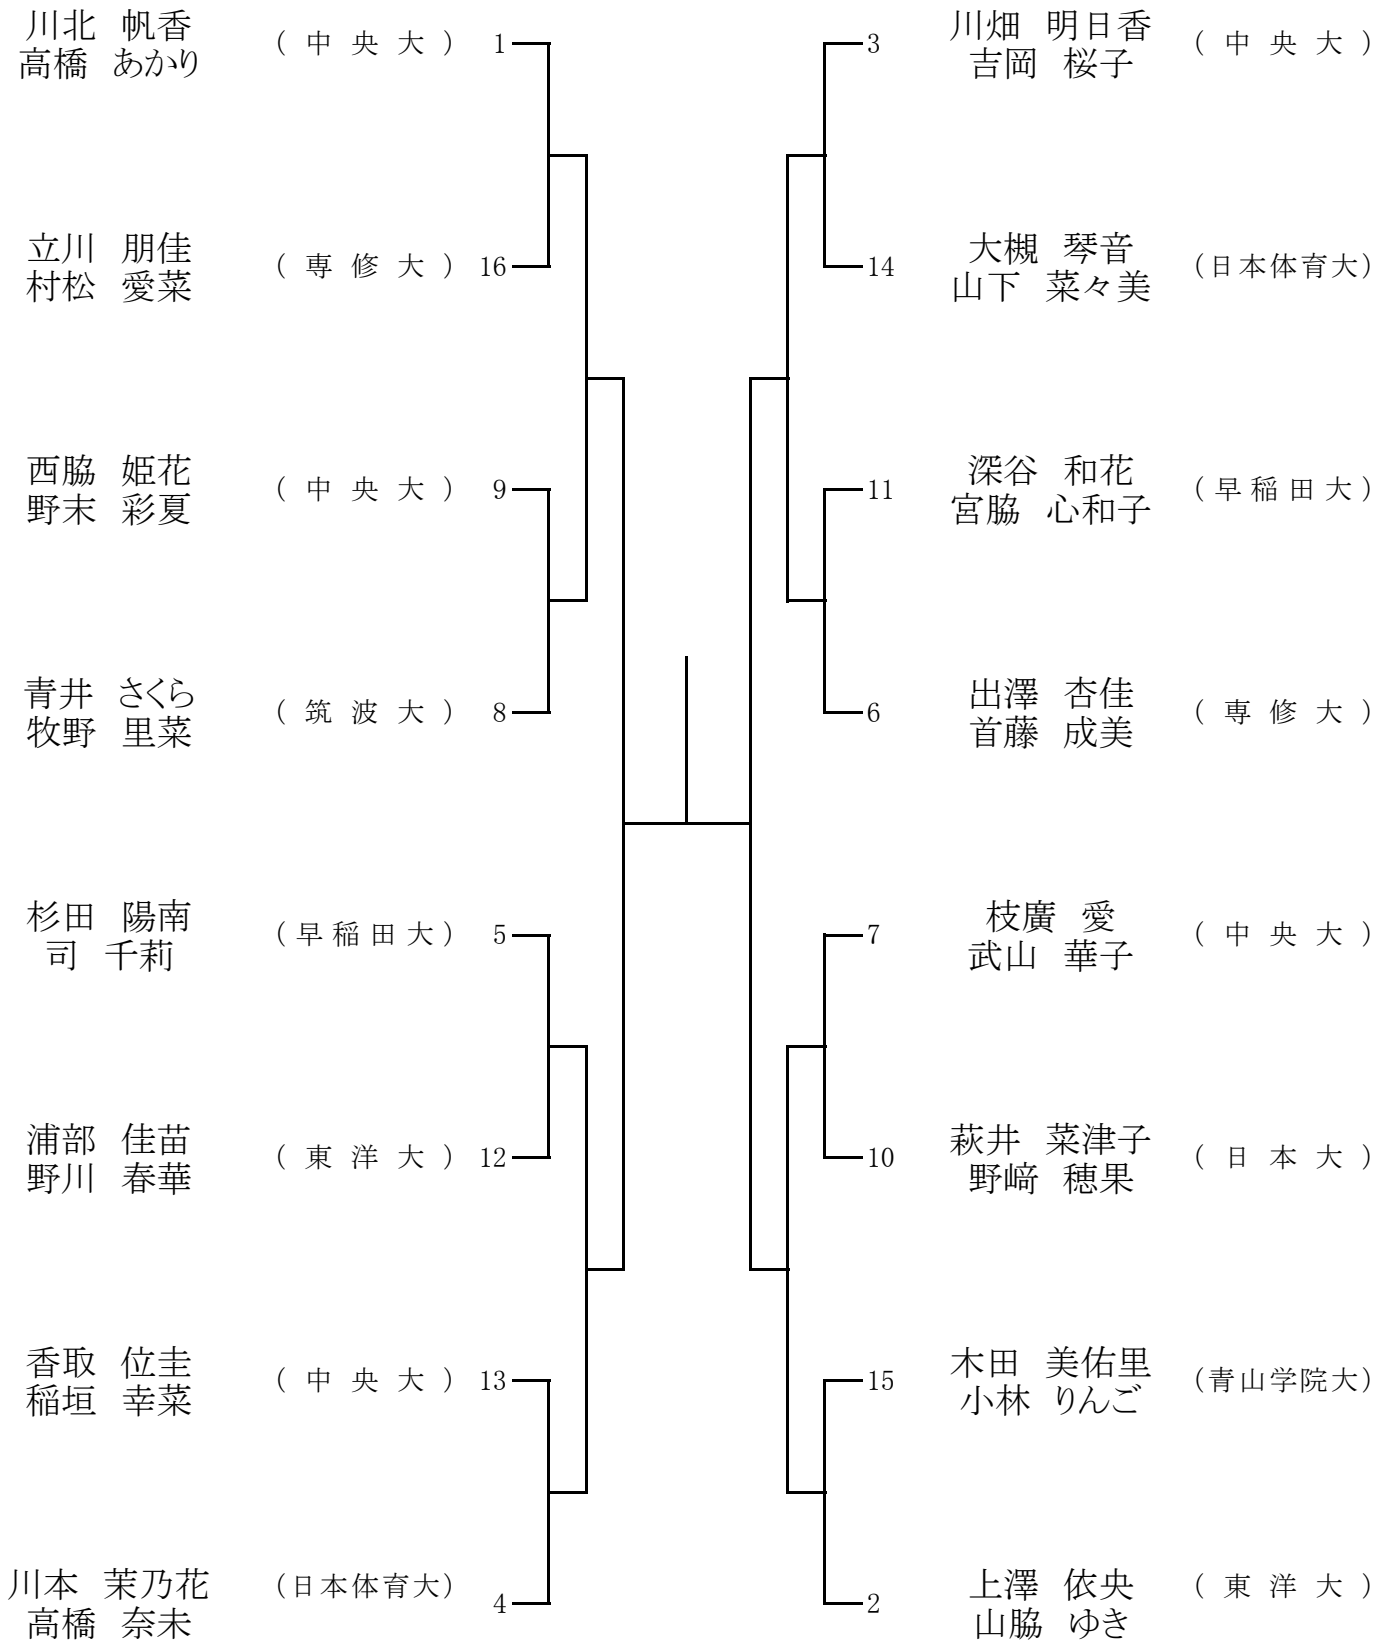 川北 帆香
高橋 あかり
(中央大) 1
立川 朋佳
村松 愛菜
(専修大) 16
西脇 姫花
野末 彩夏
(中央大) 9
青井 さくら
牧野 里菜
(筑波大) 8
杉田 陽南
司 千莉
(早稲田大) 5
浦部 佳苗
野川 春華
(東洋大) 12
香取 位圭
稲垣 幸菜
(中央大) 13
川本 茉乃花
高橋 奈未
(日本体育大) 4
3 川畑 明日香
吉岡 桜子
(中央大)
14 大槻 琴音
山下 菜々美
(日本体育大)
11 深谷 和花
宮脇 心和子
(早稲田大)
6 出澤 杏佳
首藤 成美
(専修大)
7 枝廣 愛
武山 華子
(中央大)
10 萩井 菜津子
野﨑 穂果
(日本大)
15 木田 美佑里
小林 りんご
(青山学院大)
2 上澤 依央
山脇 ゆき
(東洋大)